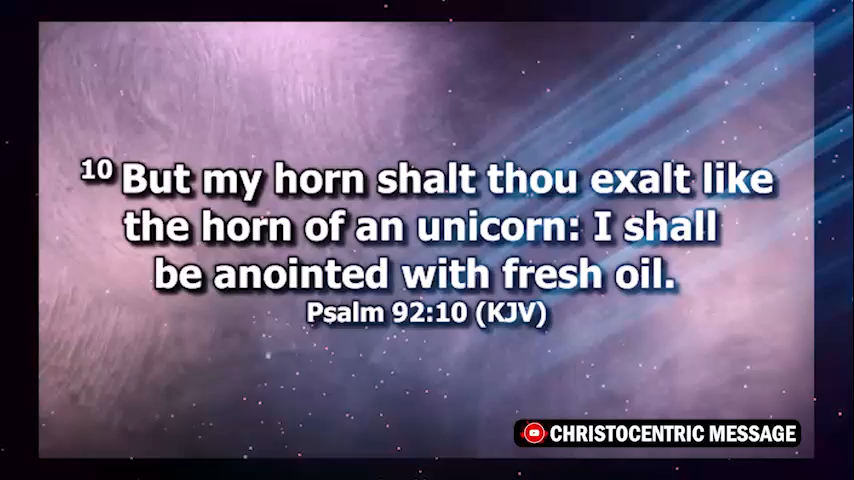 10 But my horn shalt thou exalt like
the horn of an unicorn: I shall
be anointed with fresh oil.
Psalm 92:10 (KJV)
CHRISTOCENTRIC MESSAGE